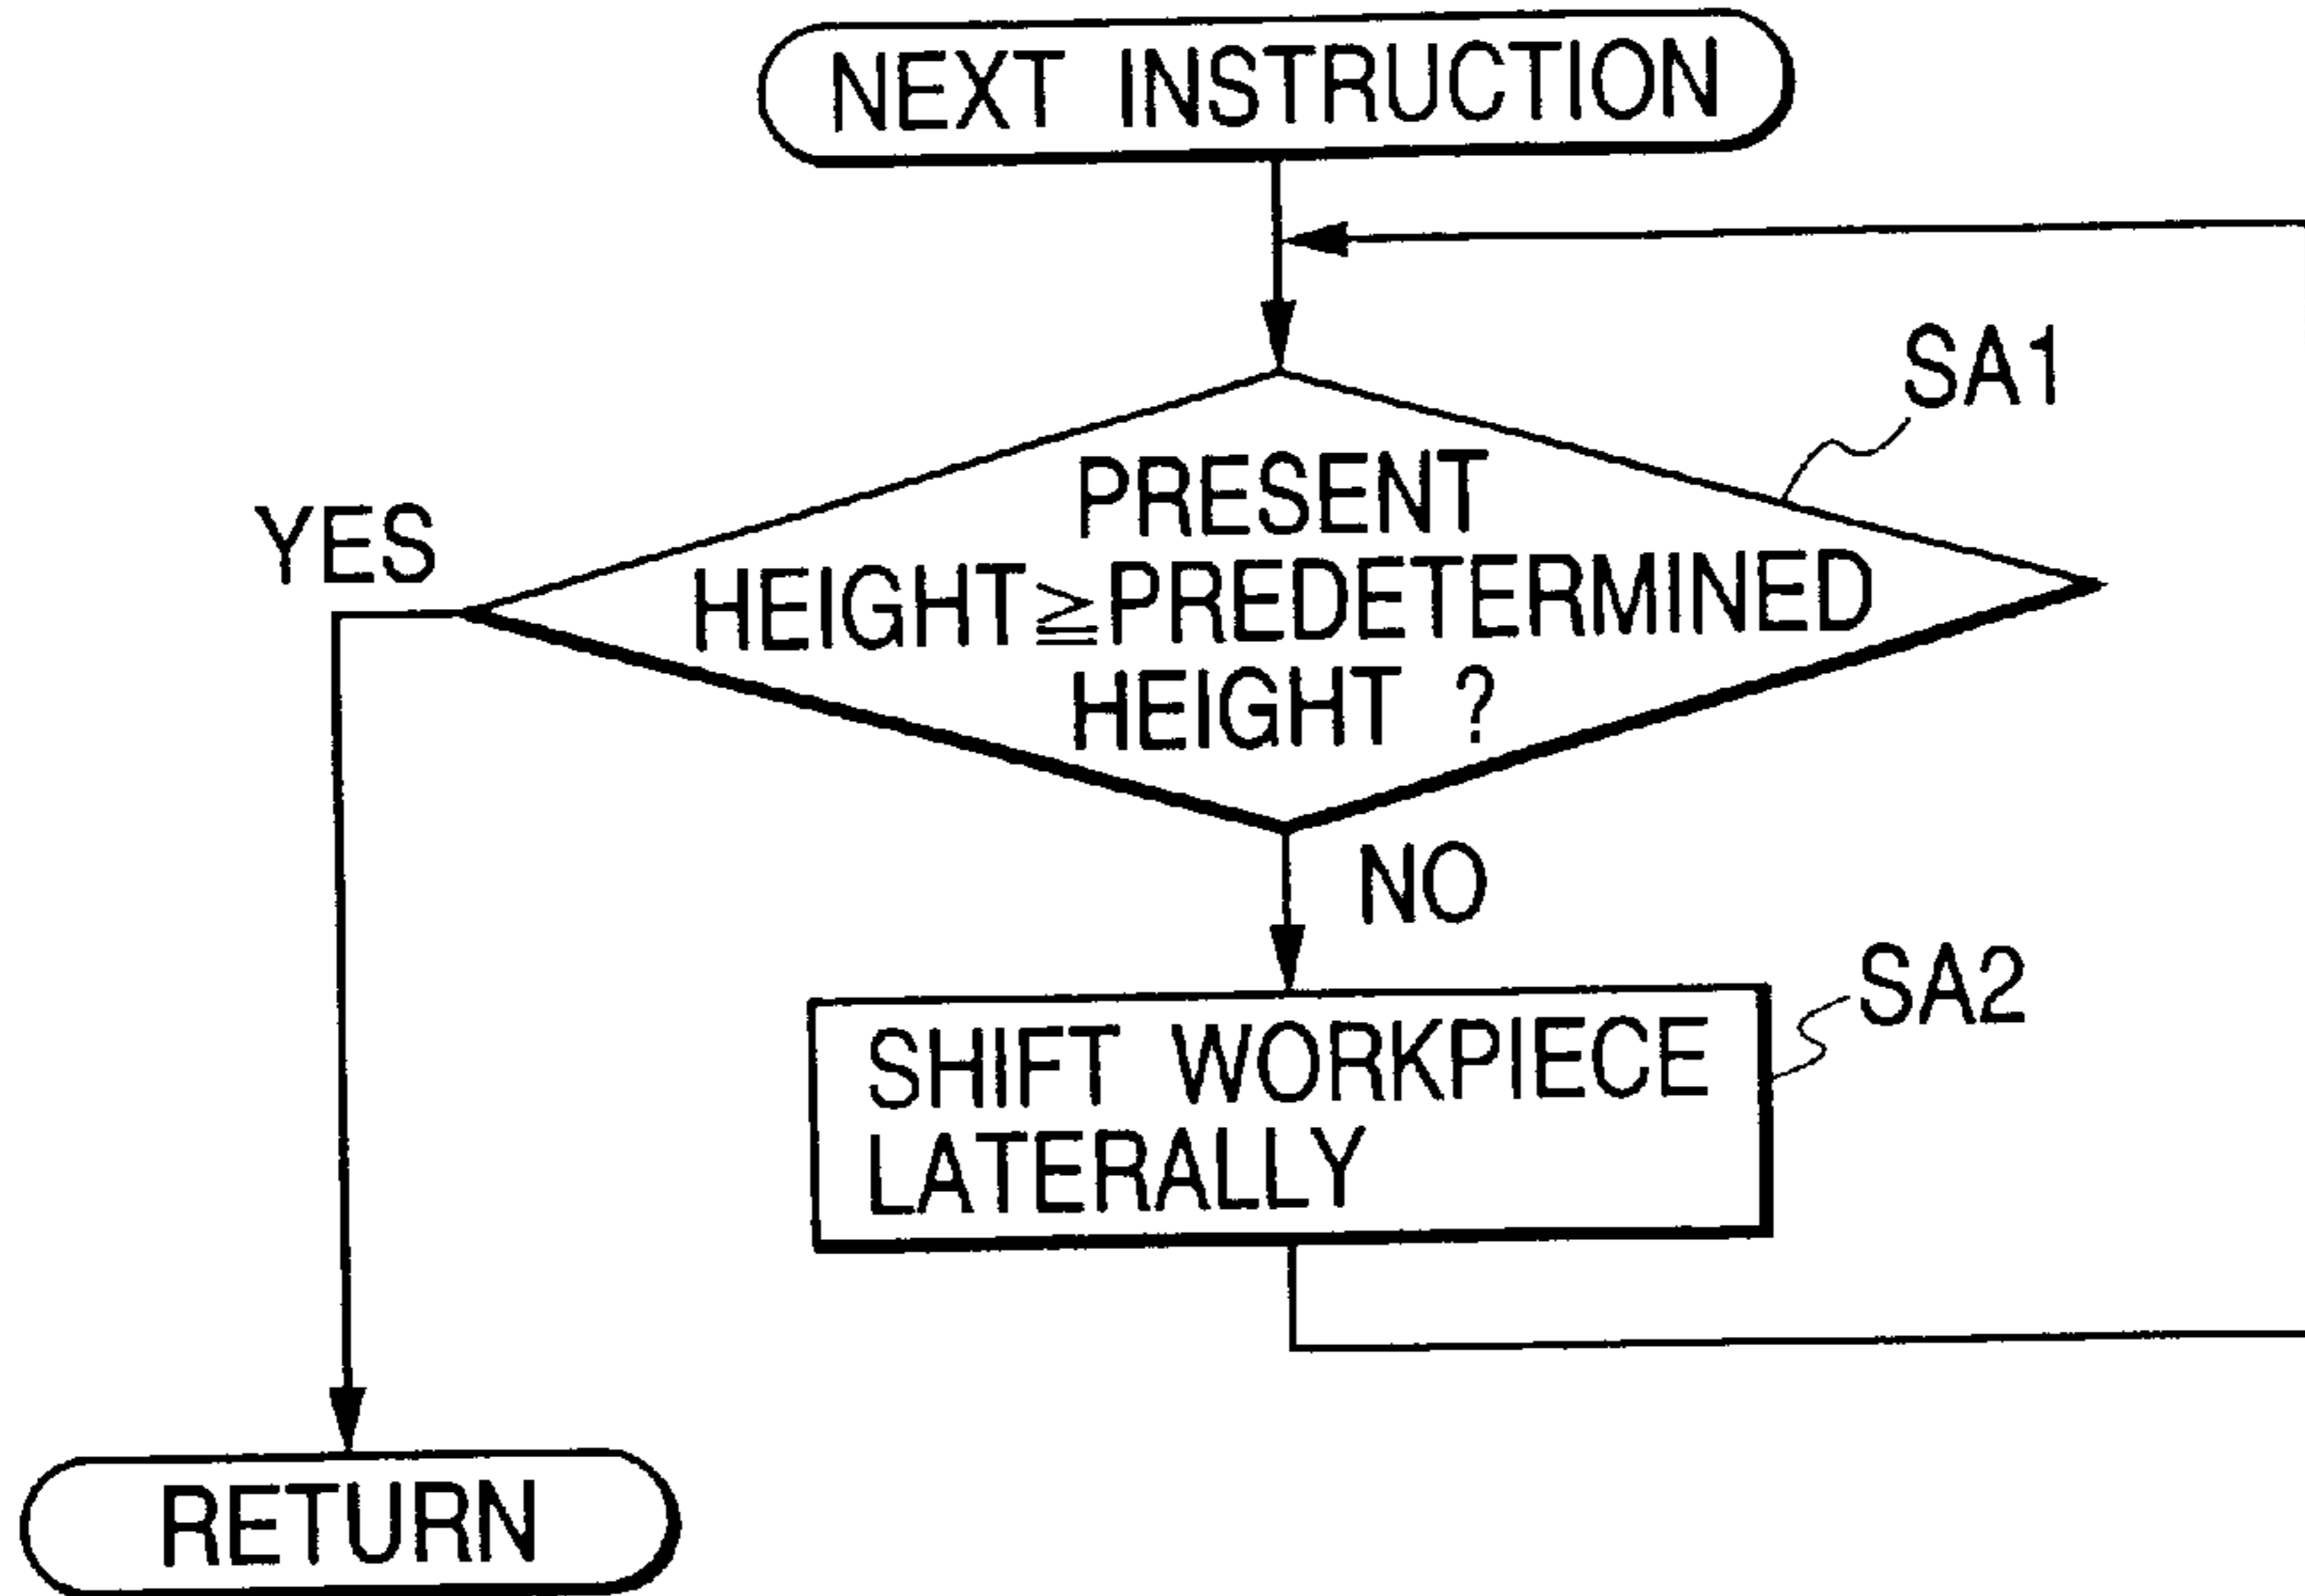 NEXT INSTRUCTION
SA1
PRESENT
YES
HEIGHT≧PREDETERMINED
HEIGHT ?
NO
SA2
SHIFT WORKPIECE
LATERALLY
RETURN